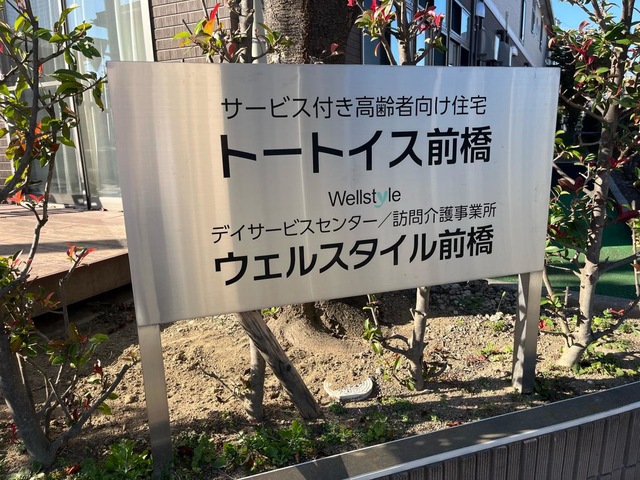 サービス付き高齢者向け住宅
トートイス前橋
Wellstyle
デイサービスセンター／訪問介護事業所
ウェルスタイル前橋